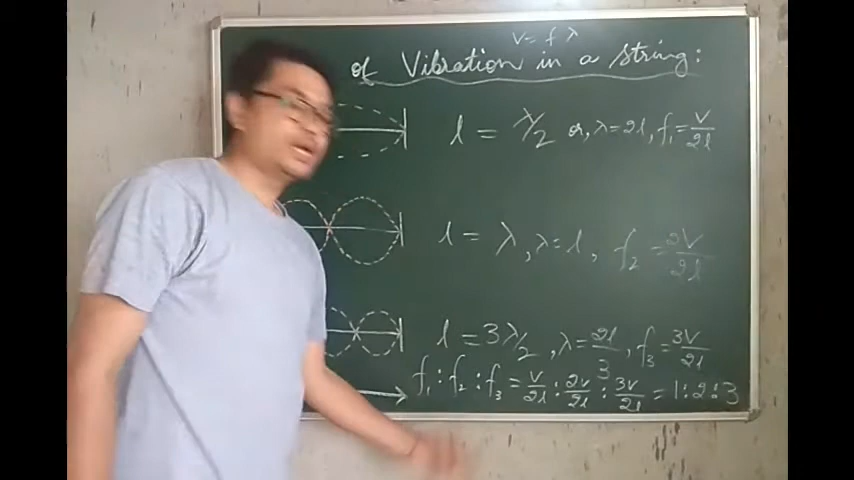 v = f λ
of Vibration in a String:
l = λ/2 or, λ=2l, f₁ = v/2l
l = λ, λ=l, f₂ = 2v/2l
l = 3λ/2, λ = 2l/3, f₃ = 3v/2l
f₁ : f₂ : f₃ = v/2l : 2v/2l : 3v/2l = 1:2:3